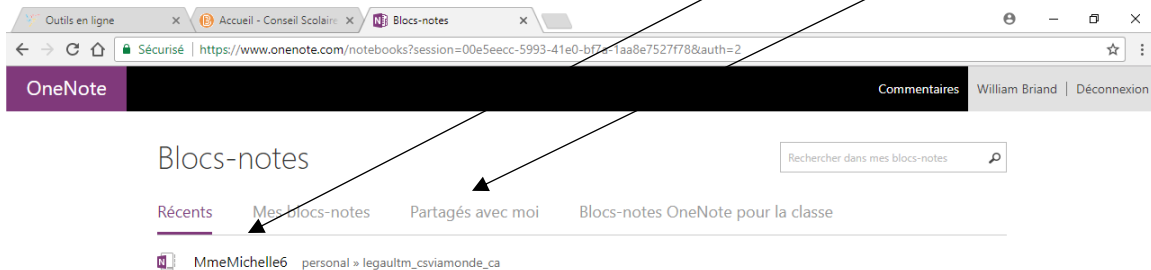 Outils en ligne Accueil - Conseil Scolaire Blocs-notes
Sécurisé https://www.onenote.com/notebooks?session=00e5eecc-5993-41e0-bf7a-1aa8e7527f78&auth=2
OneNote Commentaires William Briand | Déconnexion
Blocs-notes Rechercher dans mes blocs-notes
Récents Mes blocs-notes Partagés avec moi Blocs-notes OneNote pour la classe
MmeMichelle6 personal » legaultm_csviamonde_ca